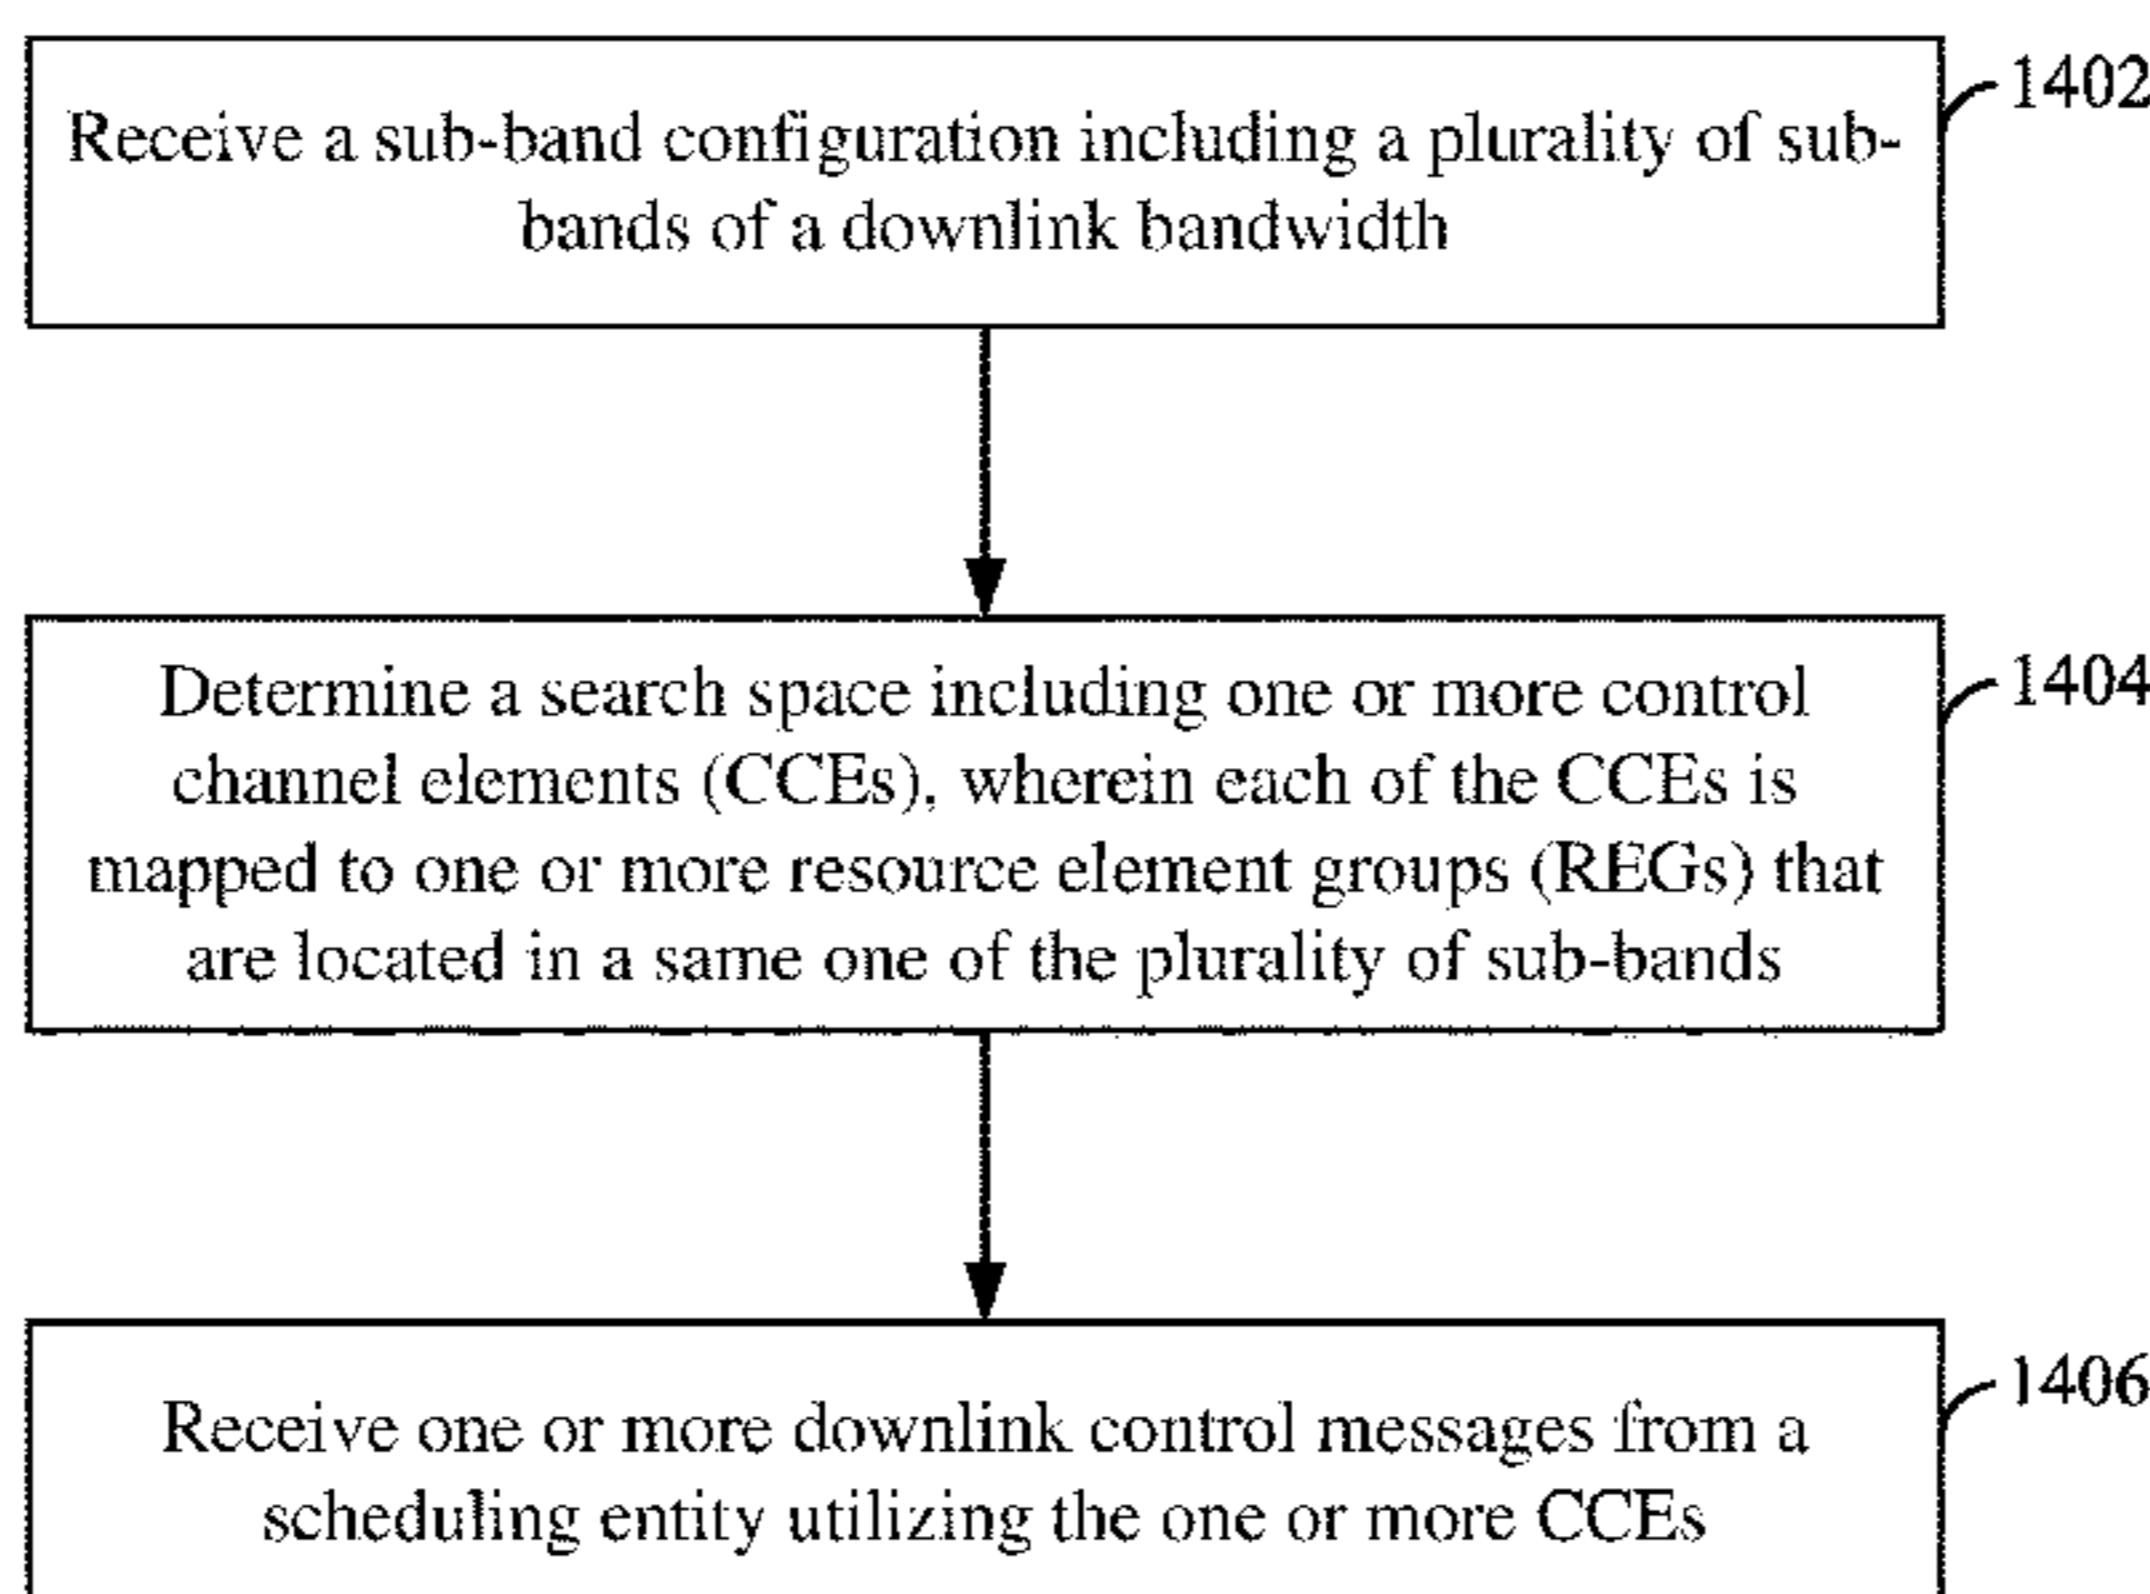 1402
Receive a sub-band configuration including a plurality of sub-
bands of a downlink bandwidth
1404
Determine a search space including one or more control
channel elements (CCEs), wherein each of the CCEs is
mapped to one or more resource element groups (REGs) that
are located in a same one of the plurality of sub-bands
1406
Receive one or more downlink control messages from a
scheduling entity utilizing the one or more CCEs